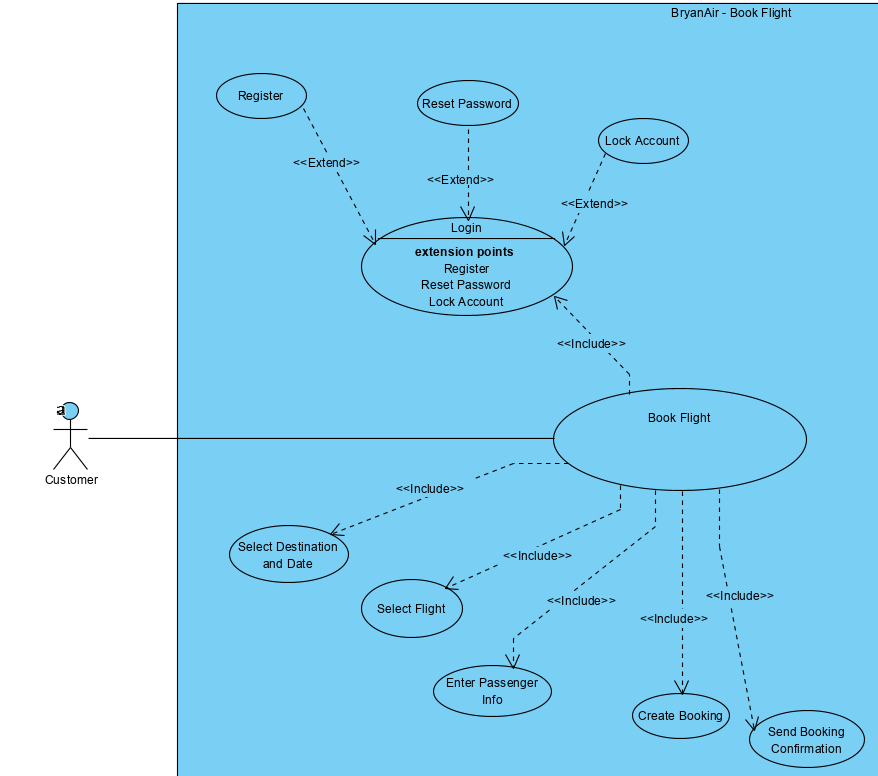 BryanAir - Book Flight
Register
Reset Password
Lock Account
<<Extend>>
<<Extend>>
<<Extend>>
Login
extension points
Register
Reset Password
Lock Account
<<Include>>
a
Customer
Book Flight
<<Include>>
<<Include>>
<<Include>>
<<Include>>
<<Include>>
Select Destination
and Date
Select Flight
Enter Passenger
Info
Create Booking
Send Booking
Confirmation